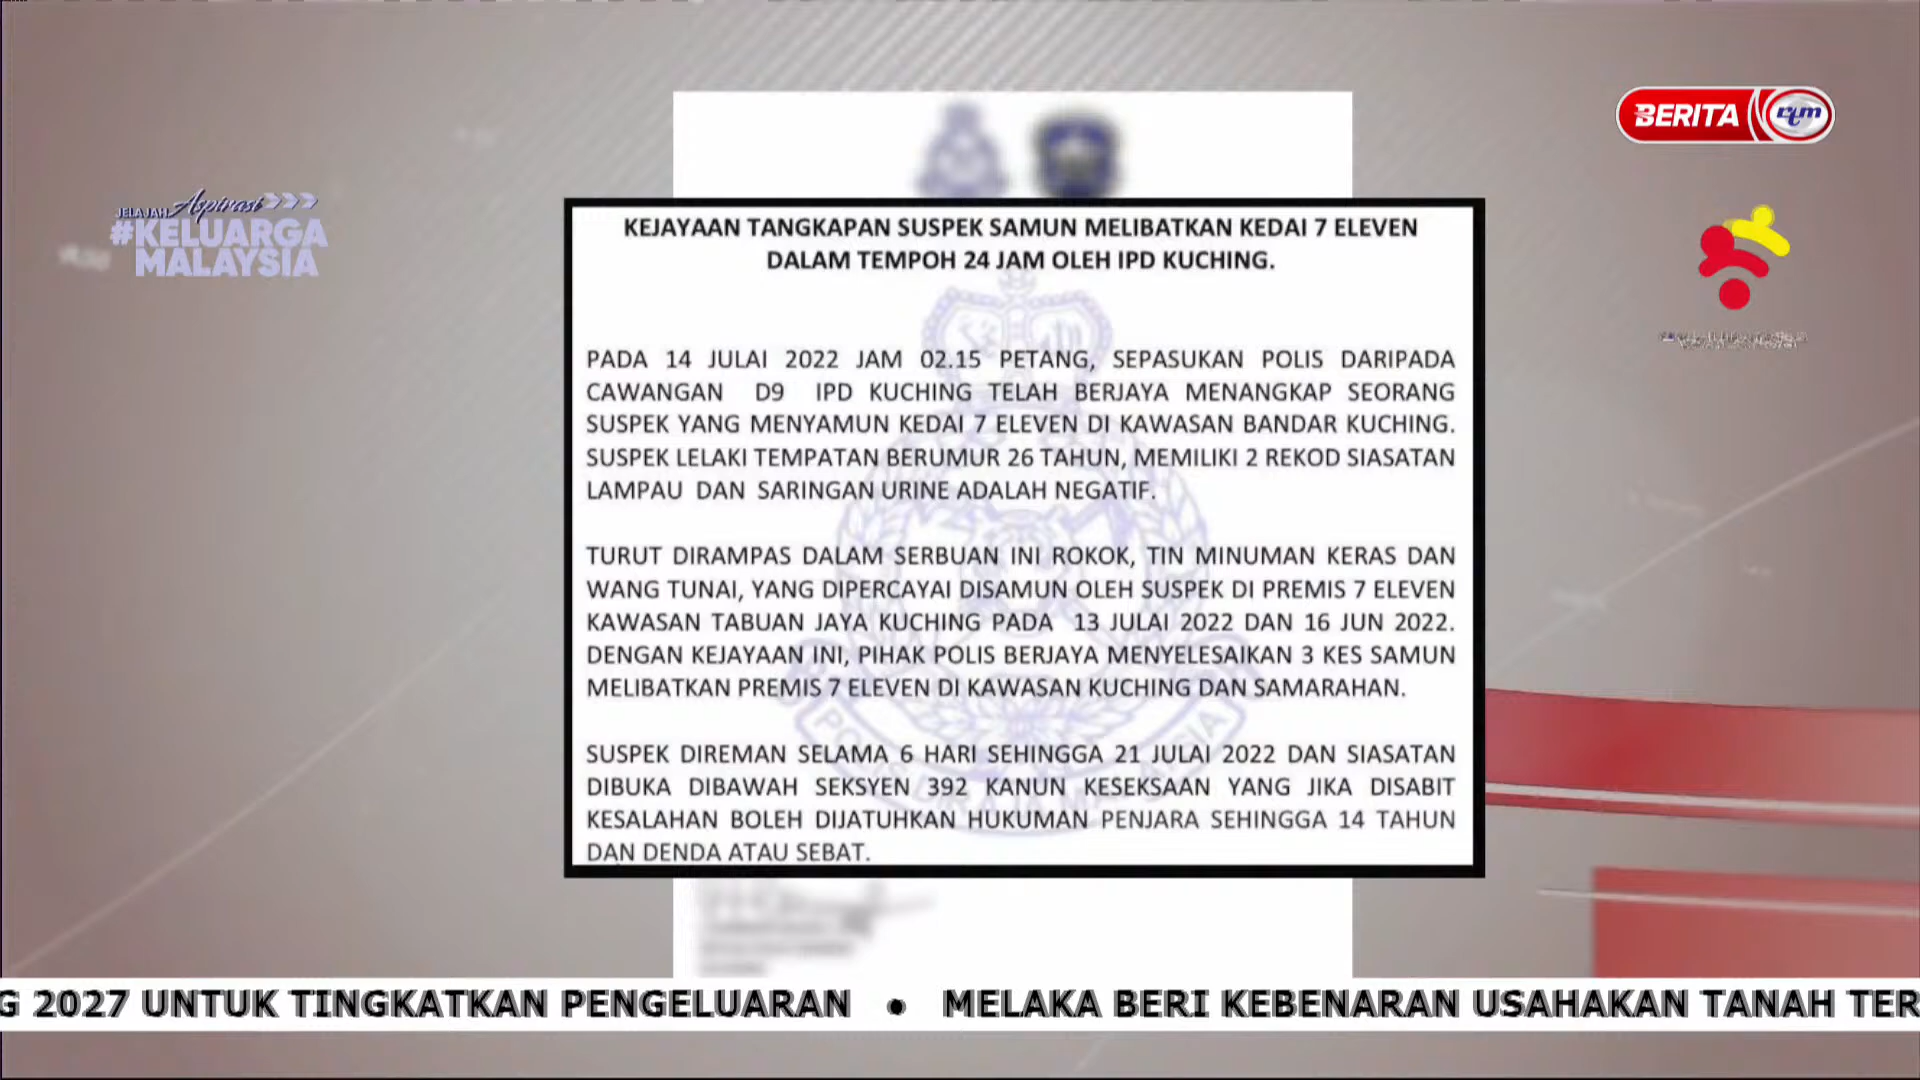 BERITA rtm
JELAJAH Aspirasi
#KELUARGA
MALAYSIA
KEJAYAAN TANGKAPAN SUSPEK SAMUN MELIBATKAN KEDAI 7 ELEVEN
DALAM TEMPOH 24 JAM OLEH IPD KUCHING.
PADA 14 JULAI 2022 JAM 02.15 PETANG, SEPASUKAN POLIS DARIPADA
CAWANGAN D9 IPD KUCHING TELAH BERJAYA MENANGKAP SEORANG
SUSPEK YANG MENYAMUN KEDAI 7 ELEVEN DI KAWASAN BANDAR KUCHING.
SUSPEK LELAKI TEMPATAN BERUMUR 26 TAHUN, MEMILIKI 2 REKOD SIASATAN
LAMPAU DAN SARINGAN URINE ADALAH NEGATIF.
TURUT DIRAMPAS DALAM SERBUAN INI ROKOK, TIN MINUMAN KERAS DAN
WANG TUNAI, YANG DIPERCAYAI DISAMUN OLEH SUSPEK DI PREMIS 7 ELEVEN
KAWASAN TABUAN JAYA KUCHING PADA 13 JULAI 2022 DAN 16 JUN 2022.
DENGAN KEJAYAAN INI, PIHAK POLIS BERJAYA MENYELESAIKAN 3 KES SAMUN
MELIBATKAN PREMIS 7 ELEVEN DI KAWASAN KUCHING DAN SAMARAHAN.
SUSPEK DIREMAN SELAMA 6 HARI SEHINGGA 21 JULAI 2022 DAN SIASATAN
DIBUKA DIBAWAH SEKSYEN 392 KANUN KESEKSAAN YANG JIKA DISABIT
KESALAHAN BOLEH DIJATUHKAN HUKUMAN PENJARA SEHINGGA 14 TAHUN
DAN DENDA ATAU SEBAT.
POLIS DIRAJA MALAYSIA
G 2027 UNTUK TINGKATKAN PENGELUARAN • MELAKA BERI KEBENARAN USAHAKAN TANAH TER